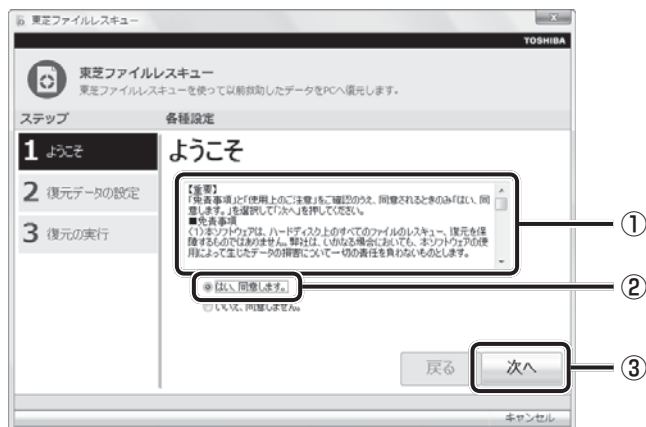 東芝ファイルレスキュー
TOSHIBA
東芝ファイルレスキュー
東芝ファイルレスキューを使って以前救助したデータをPCへ復元します。
ステップ
各種設定
1 ようこそ
2 復元データの設定
3 復元の実行
ようこそ
【重要】
「免責事項」と「使用上のご注意」をご確認のうえ、同意されるときのみ「はい、同
意します。」を選択して「次へ」を押してください。
■免責事項
(1)本ソフトウェアは、ハードディスク上のすべてのファイルのレスキュー、復元を保
障するものではありません。弊社は、いかなる場合においても、本ソフトウェアの使
用によって生じたデータの損害について一切の責任を負わないものとします。
①
はい、同意します。
②
いいえ、同意しません。
戻る
次へ
③
キャンセル